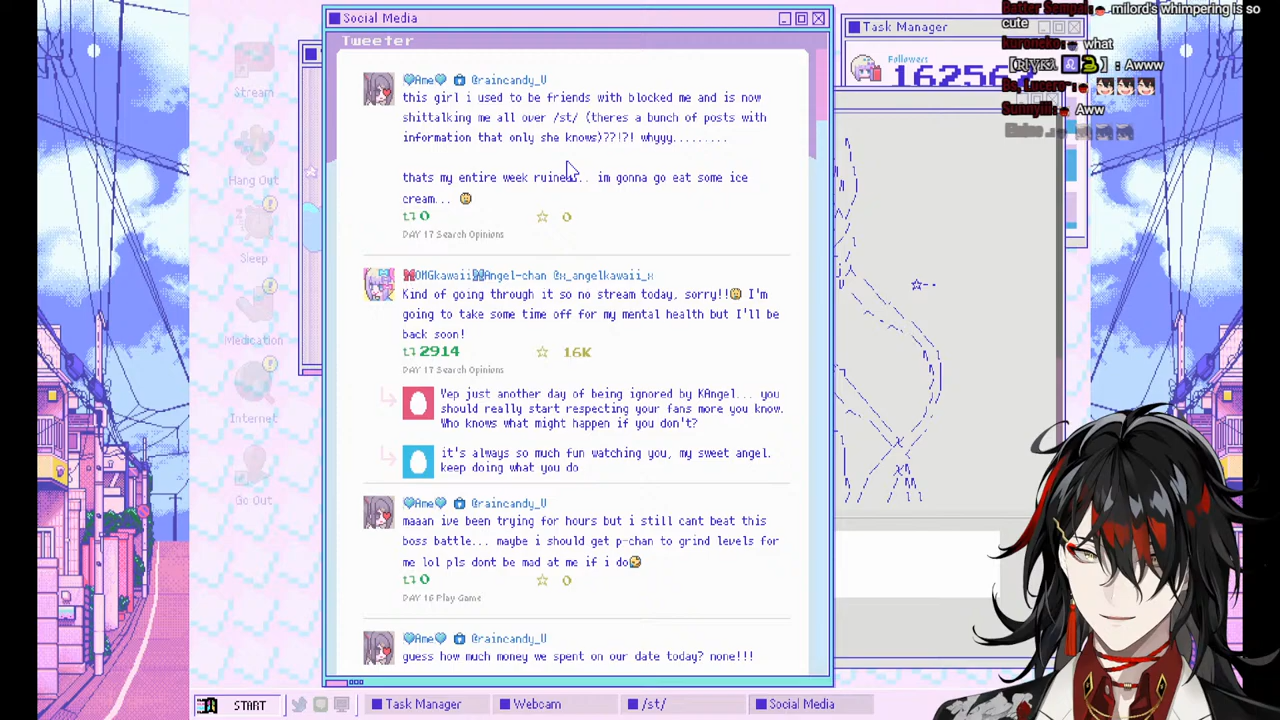 Social Media
Tweeter
Ame @raincandy_U
this girl i used to be friends with blocked me and is now
shittalking me all over /st/ (theres a bunch of posts with
information that only she knows)??!?! whyyy.........
thats my entire week ruined... im gonna go eat some ice
cream...
0 0
DAY 17 Search Opinions
OMGkawaii Angel-chan @x_angelkawaii_x
Kind of going through it so no stream today, sorry!! I'm
going to take some time off for my mental health but I'll be
back soon!
2914 16K
DAY 17 Search Opinions
Yep just another day of being ignored by KAngel... you
should really start respecting your fans more you know.
Who knows what might happen if you don't?
it's always so much fun watching you, my sweet angel.
keep doing what you do
Ame @raincandy_U
maaan ive been trying for hours but i still cant beat this
boss battle... maybe i should get p-chan to grind levels for
me lol pls dont be mad at me if i do
0 0
DAY 16 Play Game
Ame @raincandy_U
guess how much money we spent on our date today? none!!!
Stream
Hang Out
Sleep
Medication
Internet
Go Out
Task Manager
Followers
162567
Batter Sempai: milord's whimpering is so
cute
kuroneko: what
: Awww
Aww
START
Task Manager
Webcam
/st/
Social Media